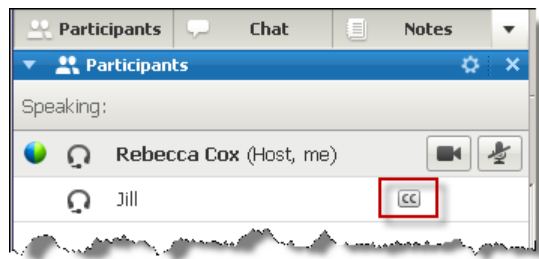 Participants Chat Notes
Participants
Speaking:
Rebecca Cox (Host, me)
Jill CC